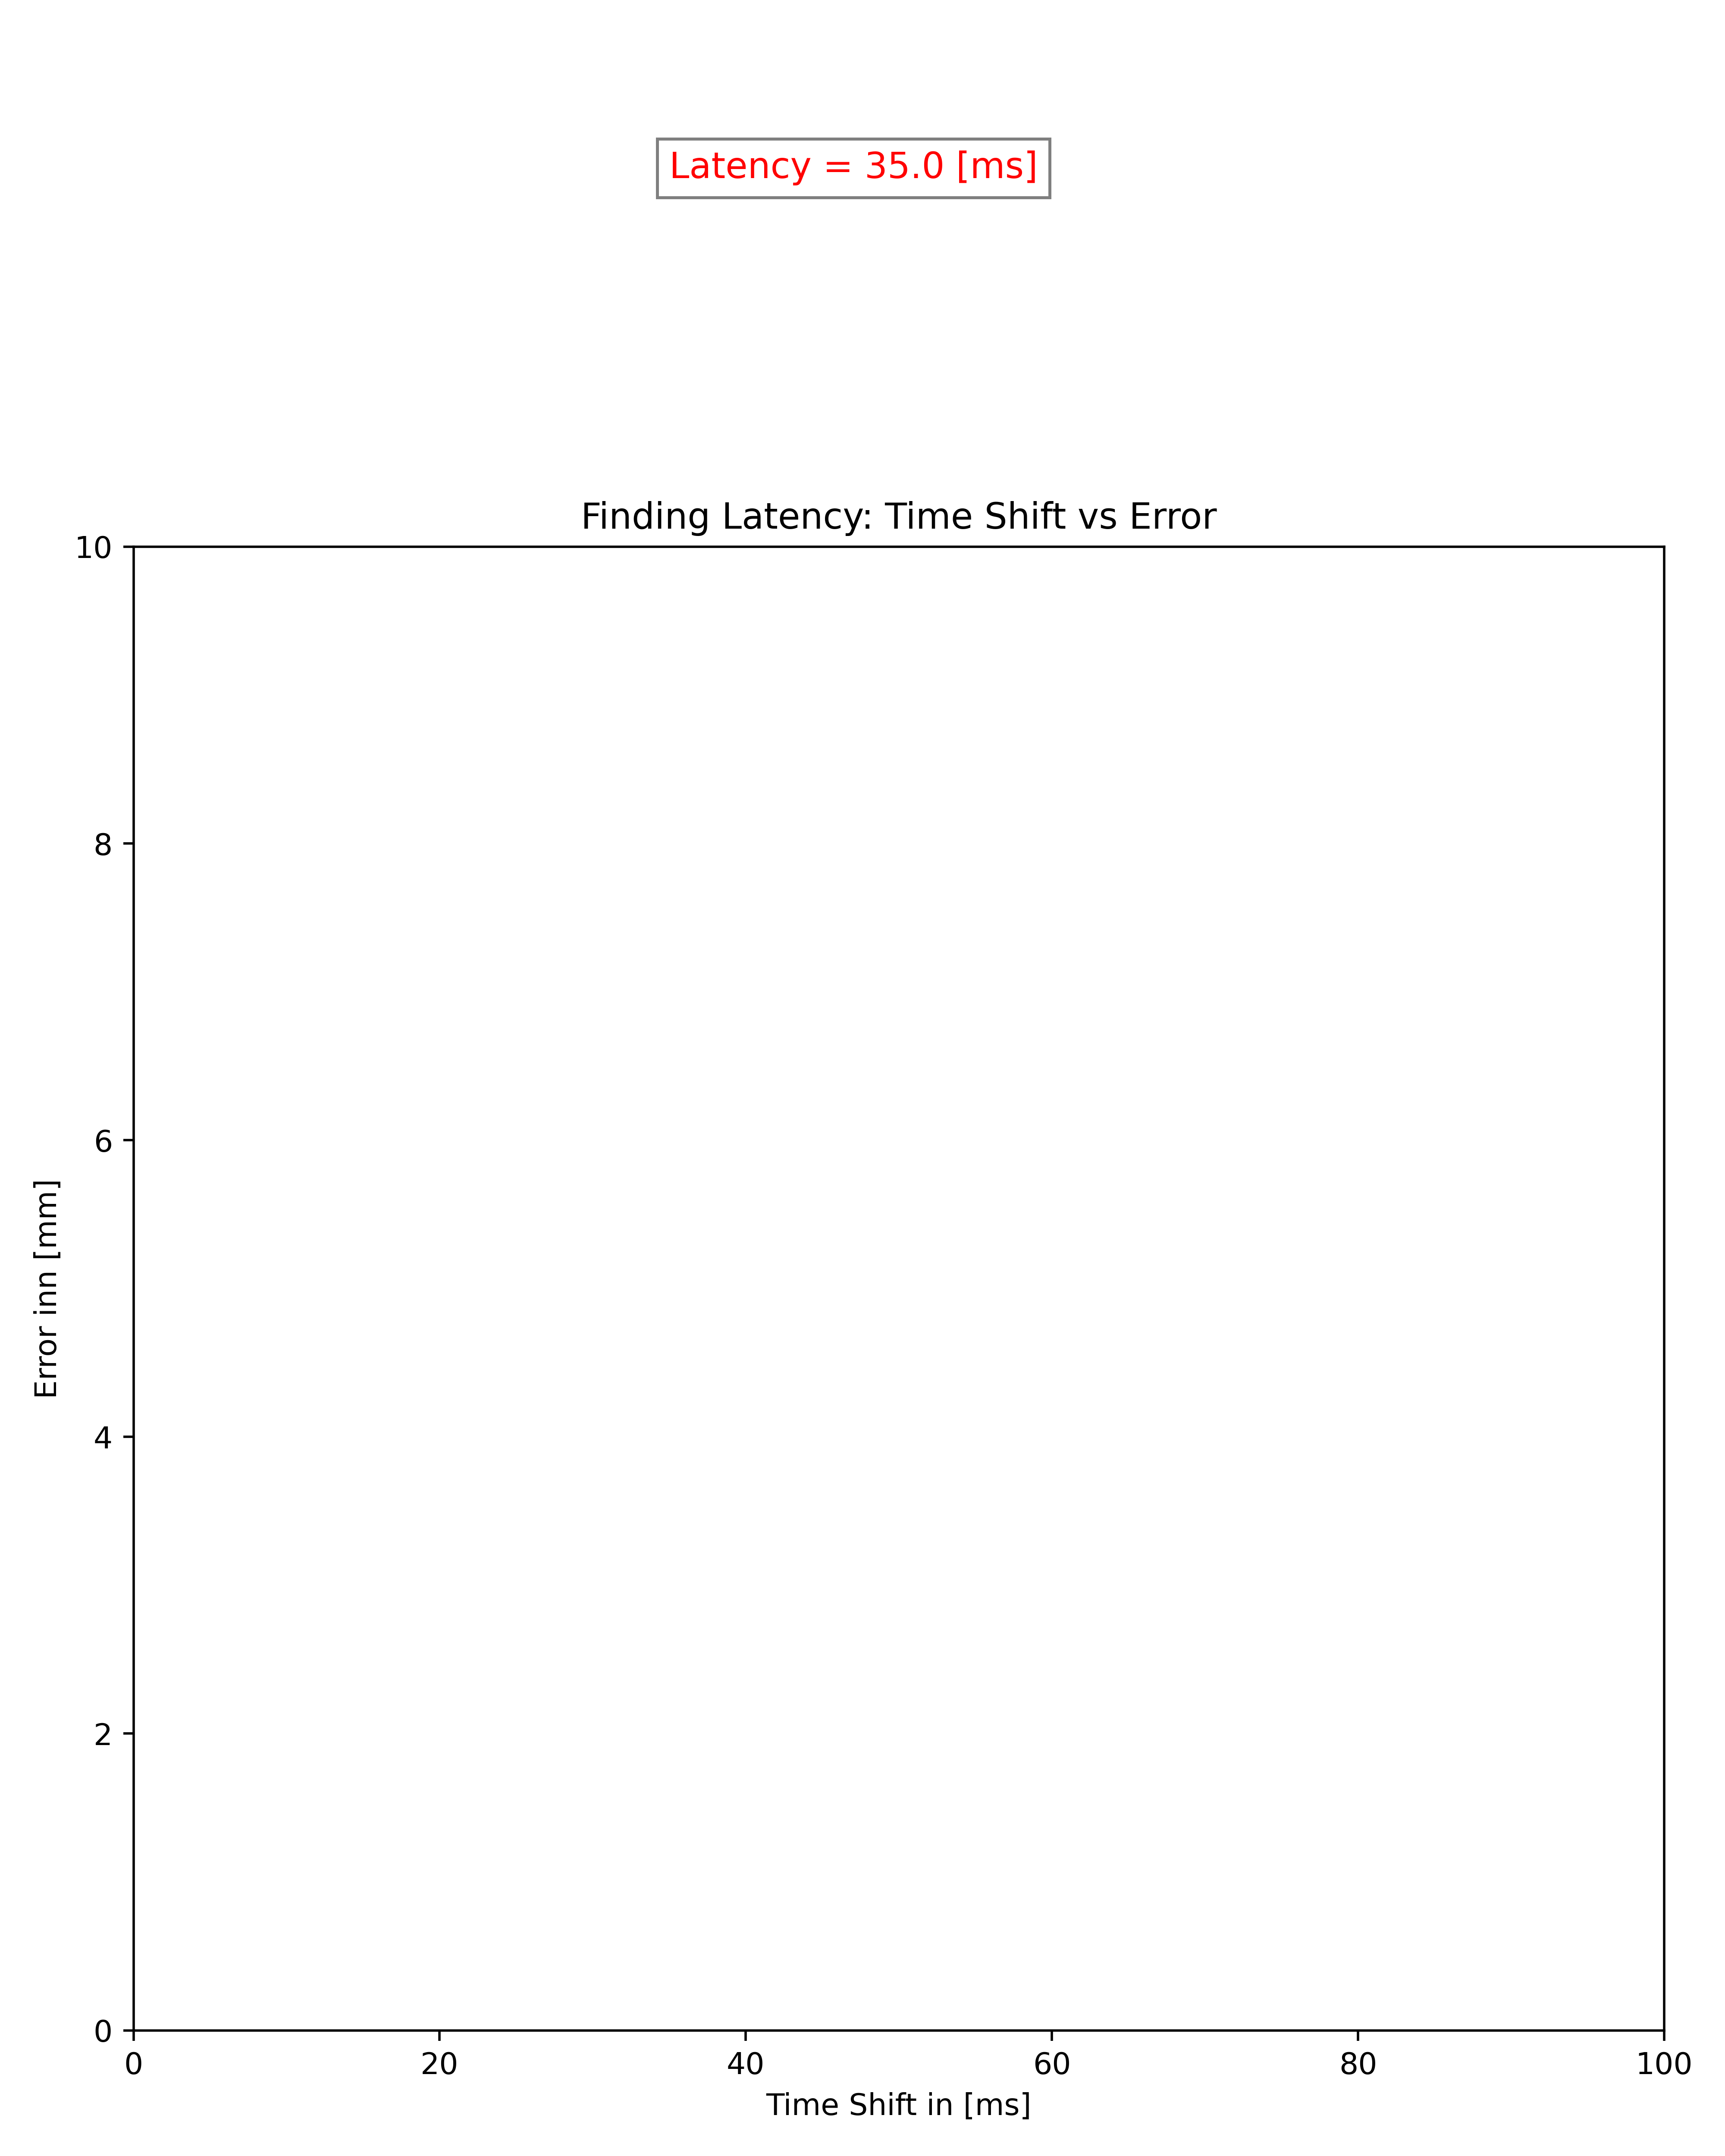 Latency = 35.0 [ms]
Finding Latency: Time Shift vs Error
10
8
6
4
2
0
Error inn [mm]
0 20 40 60 80 100
Time Shift in [ms]